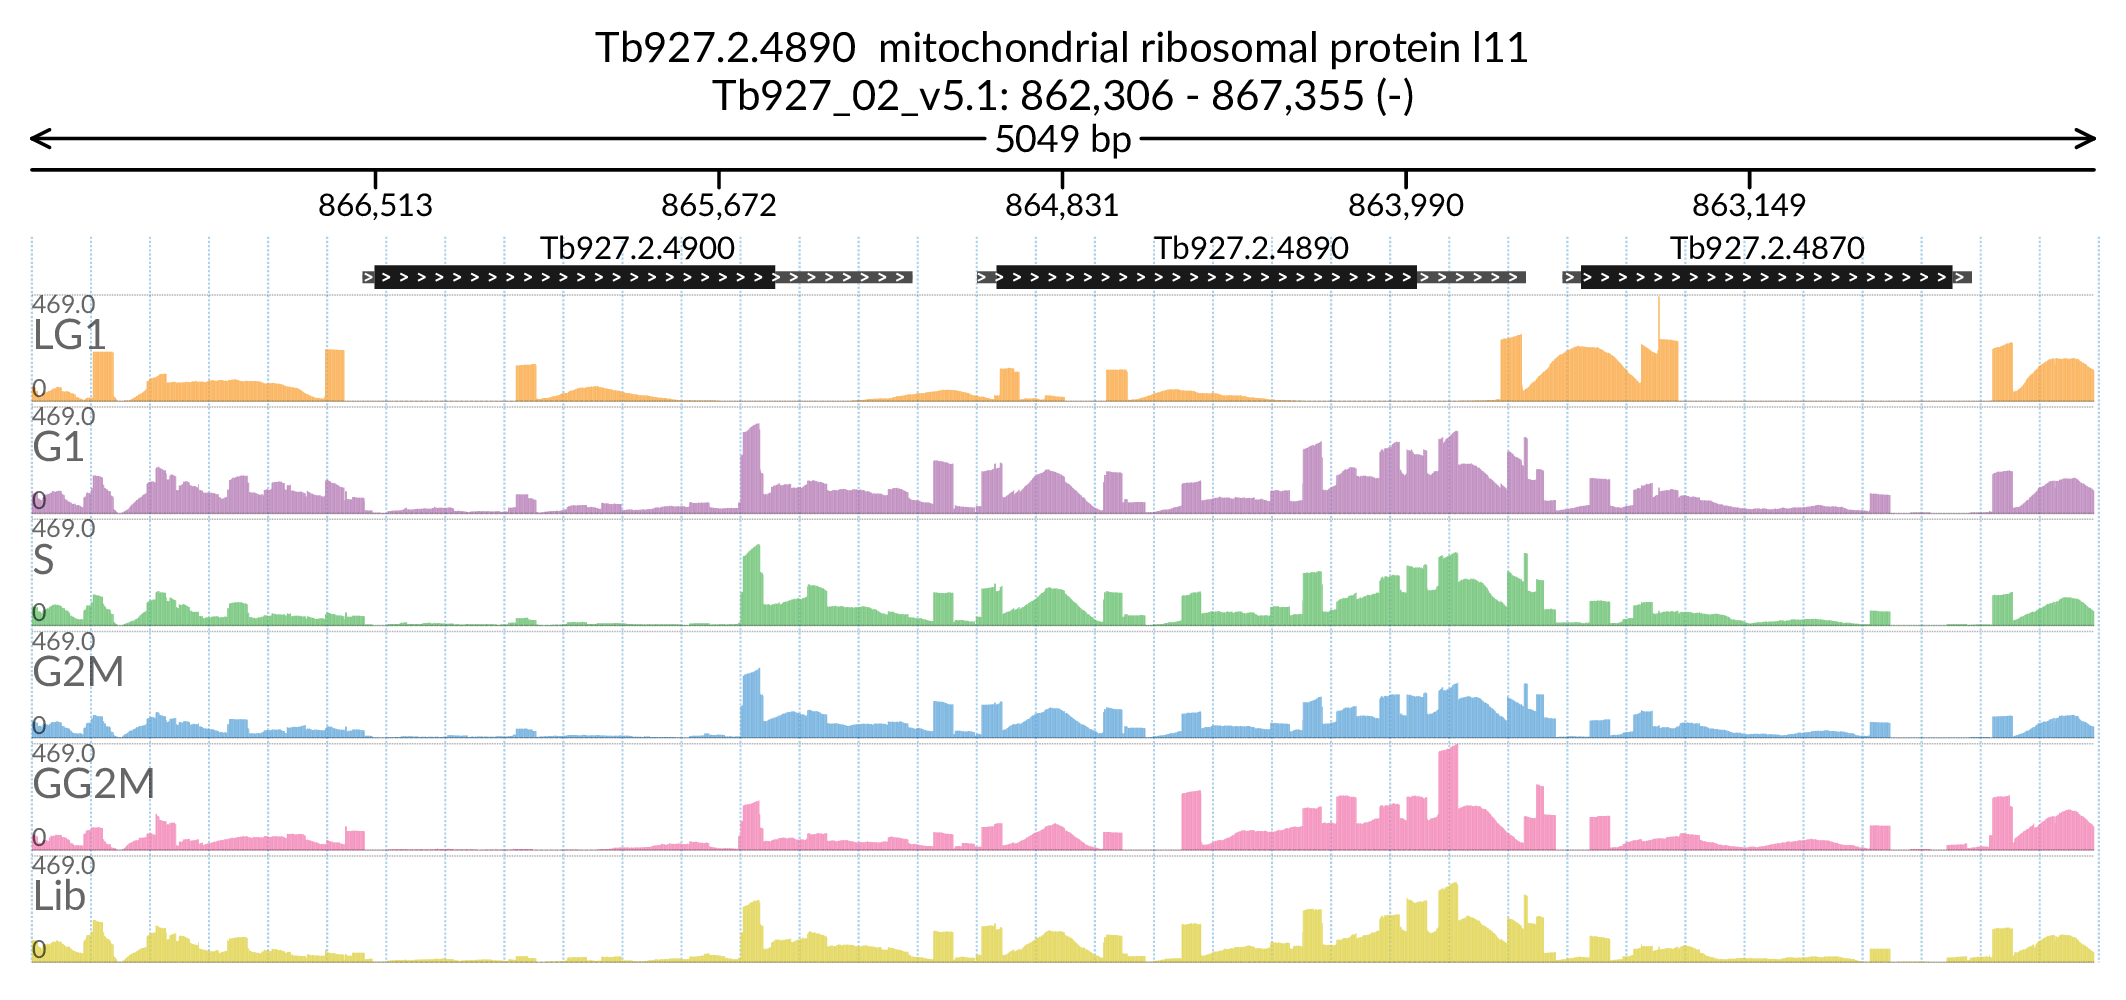 Tb927.2.4890  mitochondrial ribosomal protein l11
Tb927_02_v5.1: 862,306 - 867,355 (-)
5049 bp
866,513 865,672 864,831 863,990 863,149
Tb927.2.4900 Tb927.2.4890 Tb927.2.4870
469.0
LG1
0
469.0
G1
0
469.0
S
0
469.0
G2M
0
469.0
GG2M
0
469.0
Lib
0